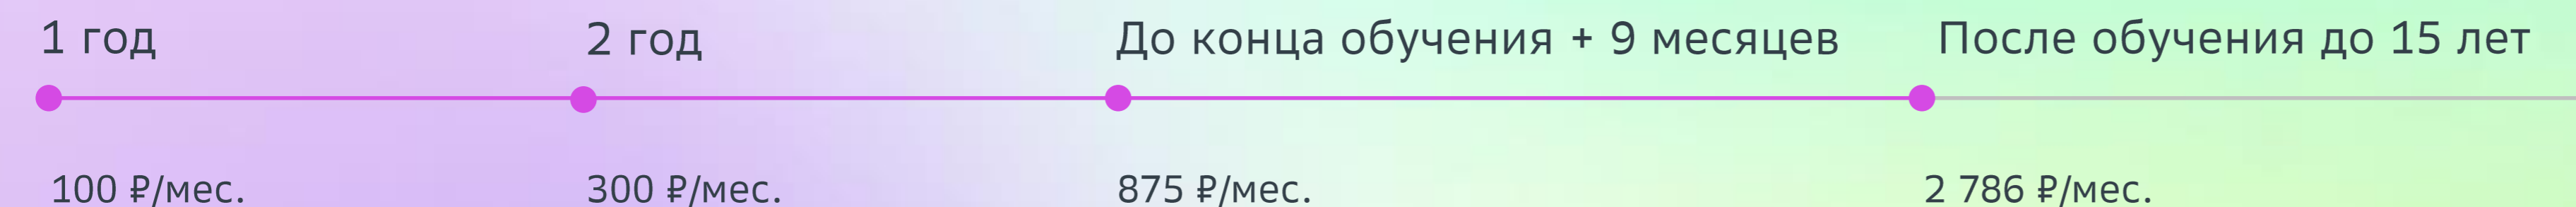 1 год
2 год
До конца обучения + 9 месяцев
После обучения до 15 лет
100 ₽/мес.
300 ₽/мес.
875 ₽/мес.
2 786 ₽/мес.